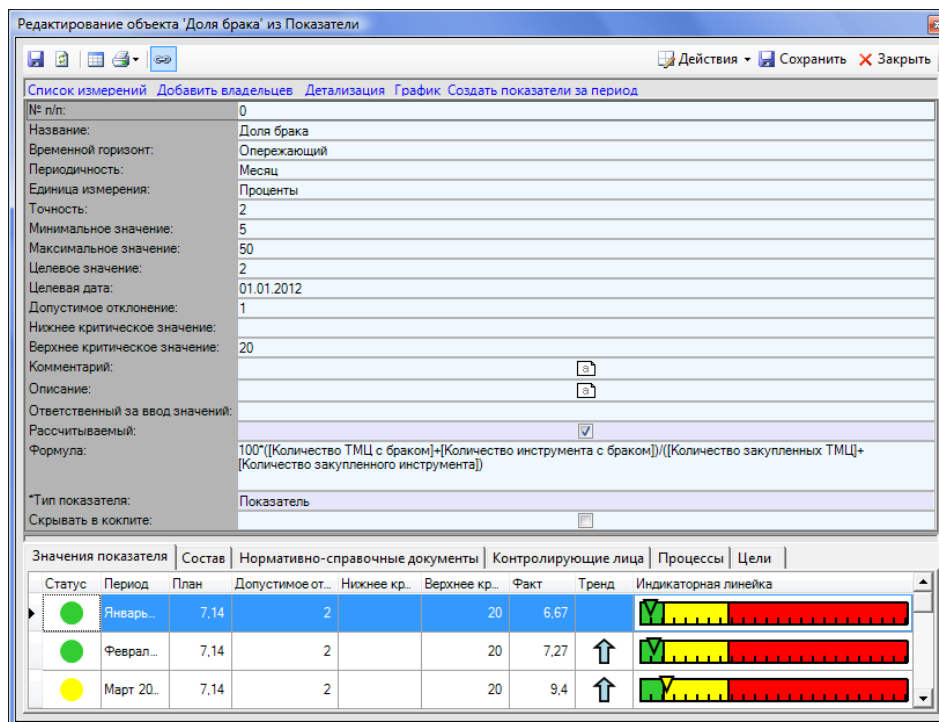 Редактирование объекта 'Доля брака' из Показатели
Действия Сохранить Закрыть
Список измерений Добавить владельцев Детализация График Создать показатели за период
№ п/п: 0
Название: Доля брака
Временной горизонт: Опережающий
Периодичность: Месяц
Единица измерения: Проценты
Точность: 2
Минимальное значение: 5
Максимальное значение: 50
Целевое значение: 2
Целевая дата: 01.01.2012
Допустимое отклонение: 1
Нижнее критическое значение:
Верхнее критическое значение: 20
Комментарий: a
Описание: a
Ответственный за ввод значений:
Рассчитываемый:
Формула: 100*([Количество ТМЦ с браком]+[Количество инструмента с браком])/([Количество закупленных ТМЦ]+
[Количество закупленного инструмента])
*Тип показателя: Показатель
Скрывать в кокпите:
Значения показателя Состав Нормативно-справочные документы Контролирующие лица Процессы Цели
Статус Период План Допустимое от... Нижнее кр... Верхнее кр... Факт Тренд Индикаторная линейка
Январь... 7,14 2 20 6,67
Феврал... 7,14 2 20 7,27
Март 20... 7,14 2 20 9,4